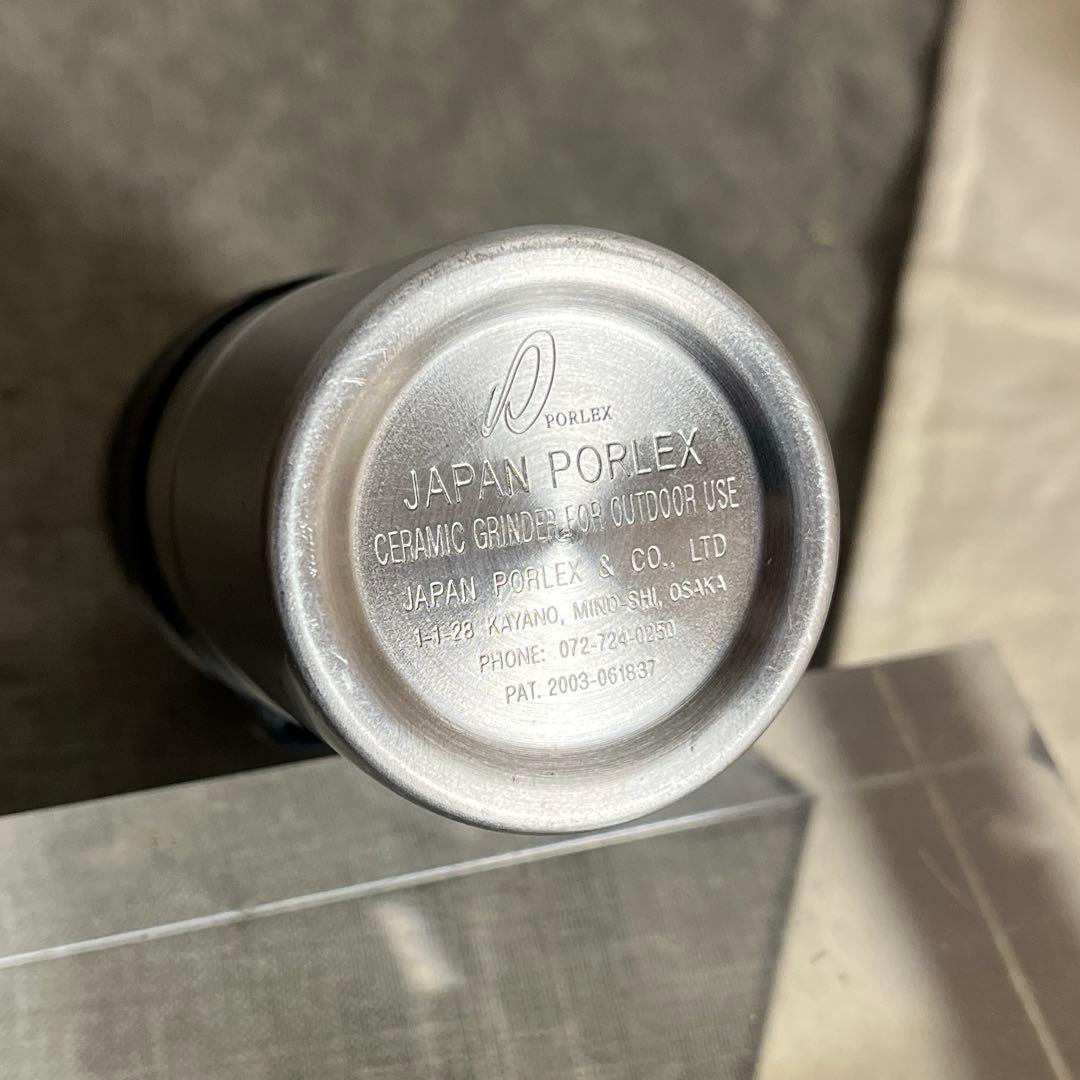 PORLEX
JAPAN PORLEX
CERAMIC GRINDER FOR OUTDOOR USE
JAPAN PORLEX & CO., LTD
1-1-28 KAYANO, MINO-SHI, OSAKA
PHONE: 072-724-0250
PAT. 2003-061837